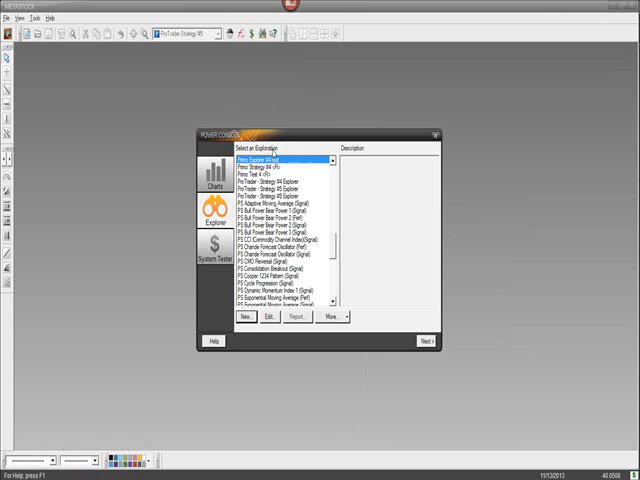 METASTOCK
File View Tools Help
ProTrader Strategy #5
POWER CONSOLE
Select an Exploration
Description
Primo Explorer #4 test
Primo Strategy #4 <R>
Primo Test 4 <R>
ProTrader - Strategy #4 Explorer
ProTrader - Strategy #5 Explorer
ProTrader - Strategy #6 Explorer
PS Adaptive Moving Average (Signal)
PS Bull Power Bear Power 1 (Signal)
PS Bull Power Bear Power 2 (Perf)
PS Bull Power Bear Power 2 (Signal)
PS Bull Power Bear Power 3 (Signal)
PS CCI (Commodity Channel Index)(Signal)
PS Chande Forecast Oscillator (Perf)
PS Chande Forecast Oscillator (Signal)
PS CMO Reversal (Signal)
PS Consolidation Breakout (Signal)
PS Cooper 1234 Pattern (Signal)
PS Cycle Progression (Signal)
PS Dynamic Momentum Index 1 (Signal)
PS Exponential Moving Average (Perf)
PS Exponential Moving Average (Signal)
Charts
Explorer
System Tester
New...
Edit...
Report...
More...
Help
Next >
For Help, press F1
11/13/2013
40.0508